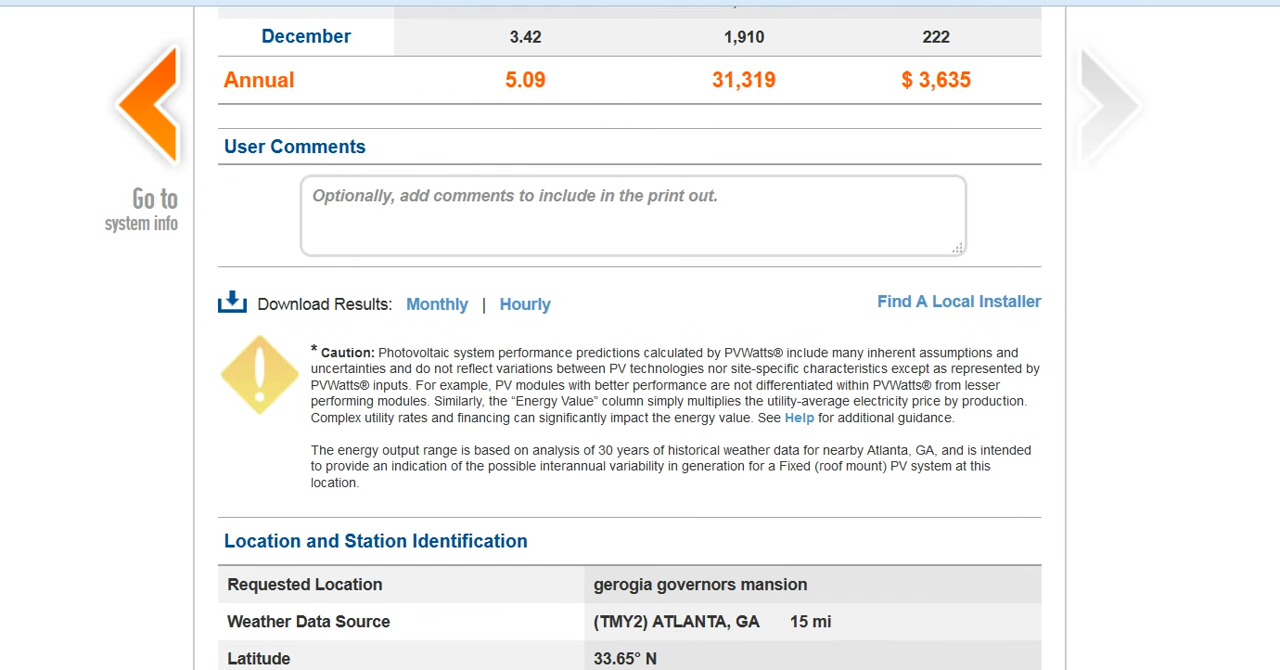 December 3.42 1,910 222
Annual 5.09 31,319 $ 3,635
User Comments
Optionally, add comments to include in the print out.
Go to
system info
Download Results: Monthly | Hourly
Find A Local Installer
* Caution: Photovoltaic system performance predictions calculated by PVWatts® include many inherent assumptions and
uncertainties and do not reflect variations between PV technologies nor site-specific characteristics except as represented by
PVWatts® inputs. For example, PV modules with better performance are not differentiated within PVWatts® from lesser
performing modules. Similarly, the “Energy Value” column simply multiplies the utility-average electricity price by production.
Complex utility rates and financing can significantly impact the energy value. See Help for additional guidance.
The energy output range is based on analysis of 30 years of historical weather data for nearby Atlanta, GA, and is intended
to provide an indication of the possible interannual variability in generation for a Fixed (roof mount) PV system at this
location.
Location and Station Identification
Requested Location gerogia governors mansion
Weather Data Source (TMY2) ATLANTA, GA 15 mi
Latitude 33.65° N